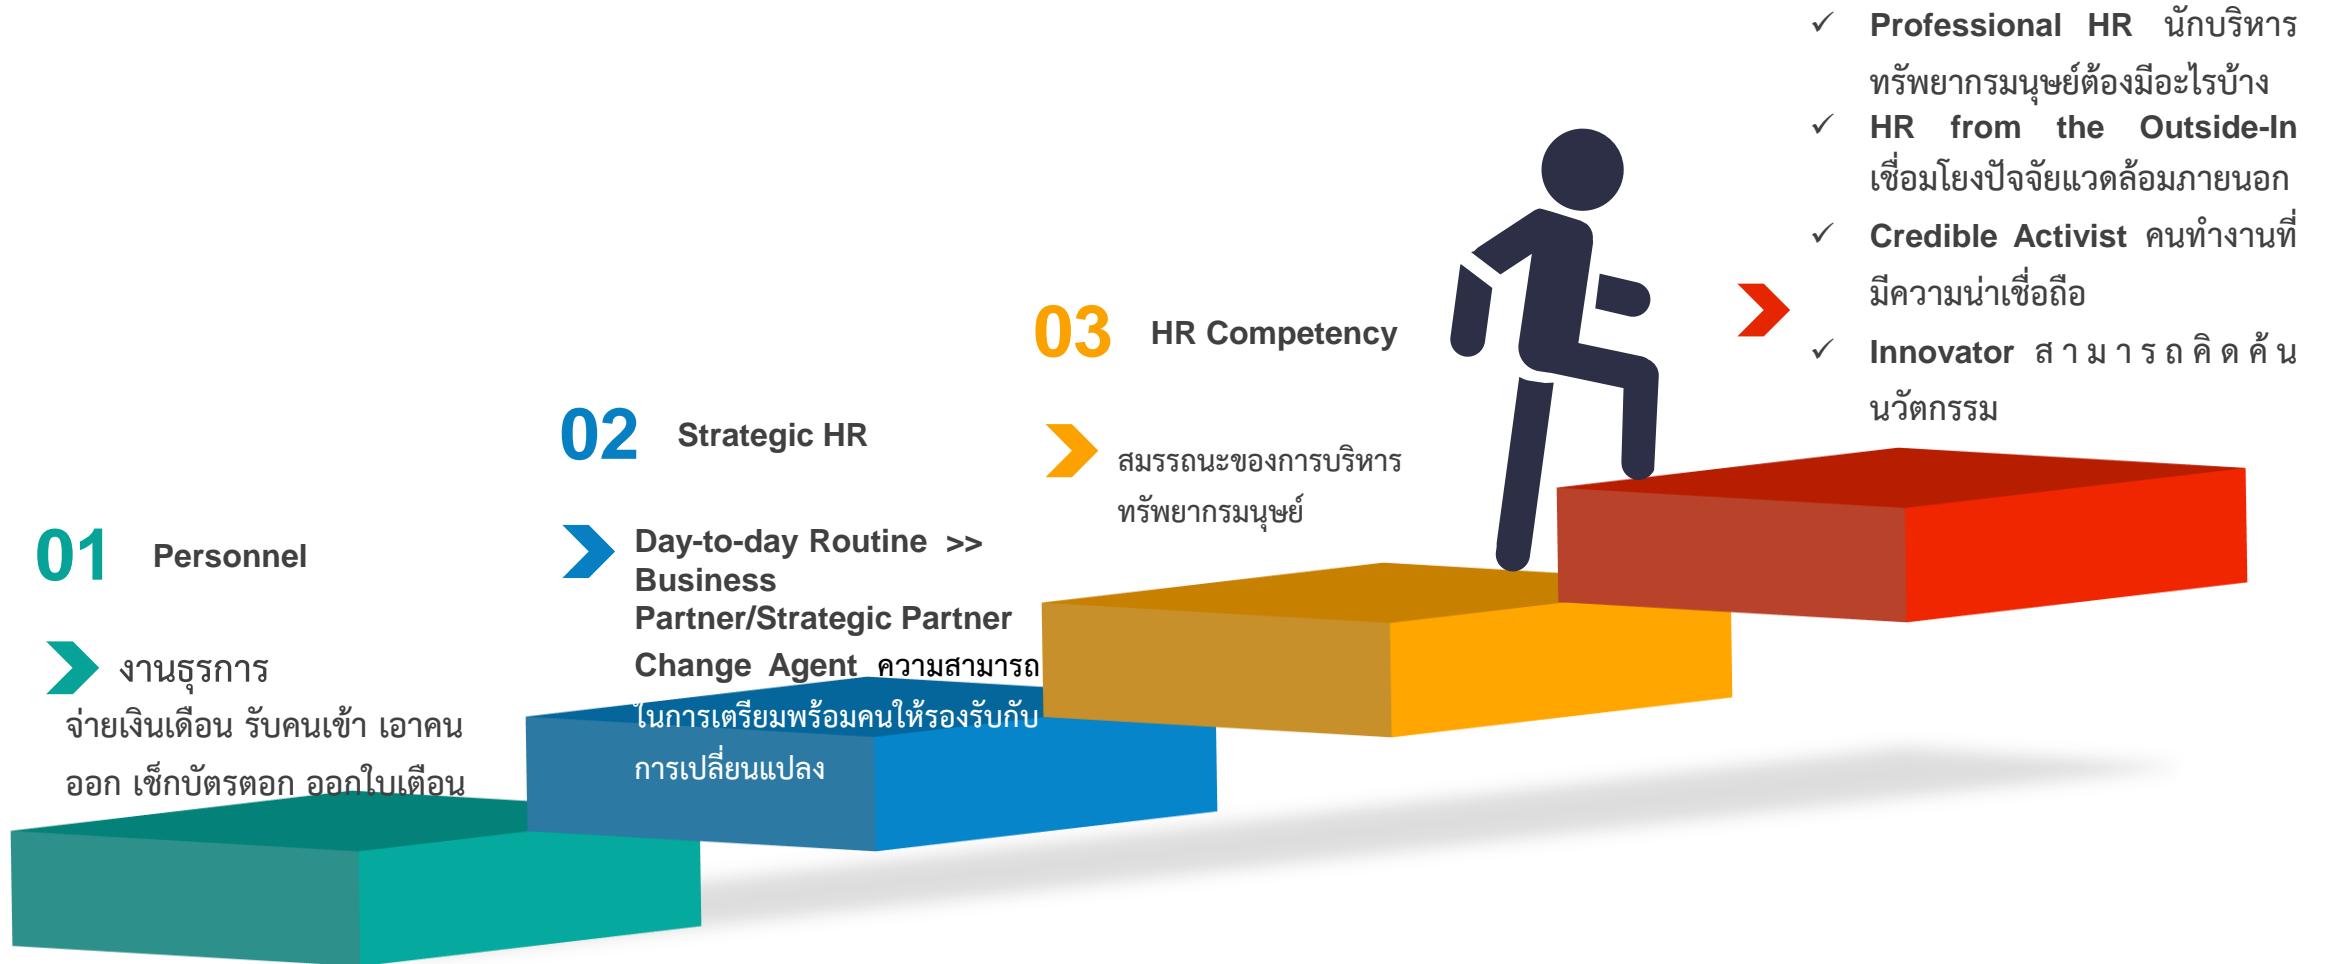 01 Personnel
งานธุรการ
จ่ายเงินเดือน รับคนเข้า เอาคน
ออก เช็กบัตรตอก ออกใบเตือน
02 Strategic HR
Day-to-day Routine >>
Business
Partner/Strategic Partner
Change Agent ความสามารถ
ในการเตรียมพร้อมคนให้รองรับกับ
การเปลี่ยนแปลง
03 HR Competency
สมรรถนะของการบริหาร
ทรัพยากรมนุษย์
✓ Professional HR นักบริหาร
ทรัพยากรมนุษย์ต้องมีอะไรบ้าง
✓ HR from the Outside-In
เชื่อมโยงปัจจัยแวดล้อมภายนอก
✓ Credible Activist คนทำงานที่
มีความน่าเชื่อถือ
✓ Innovator สามารถคิดค้น
นวัตกรรม